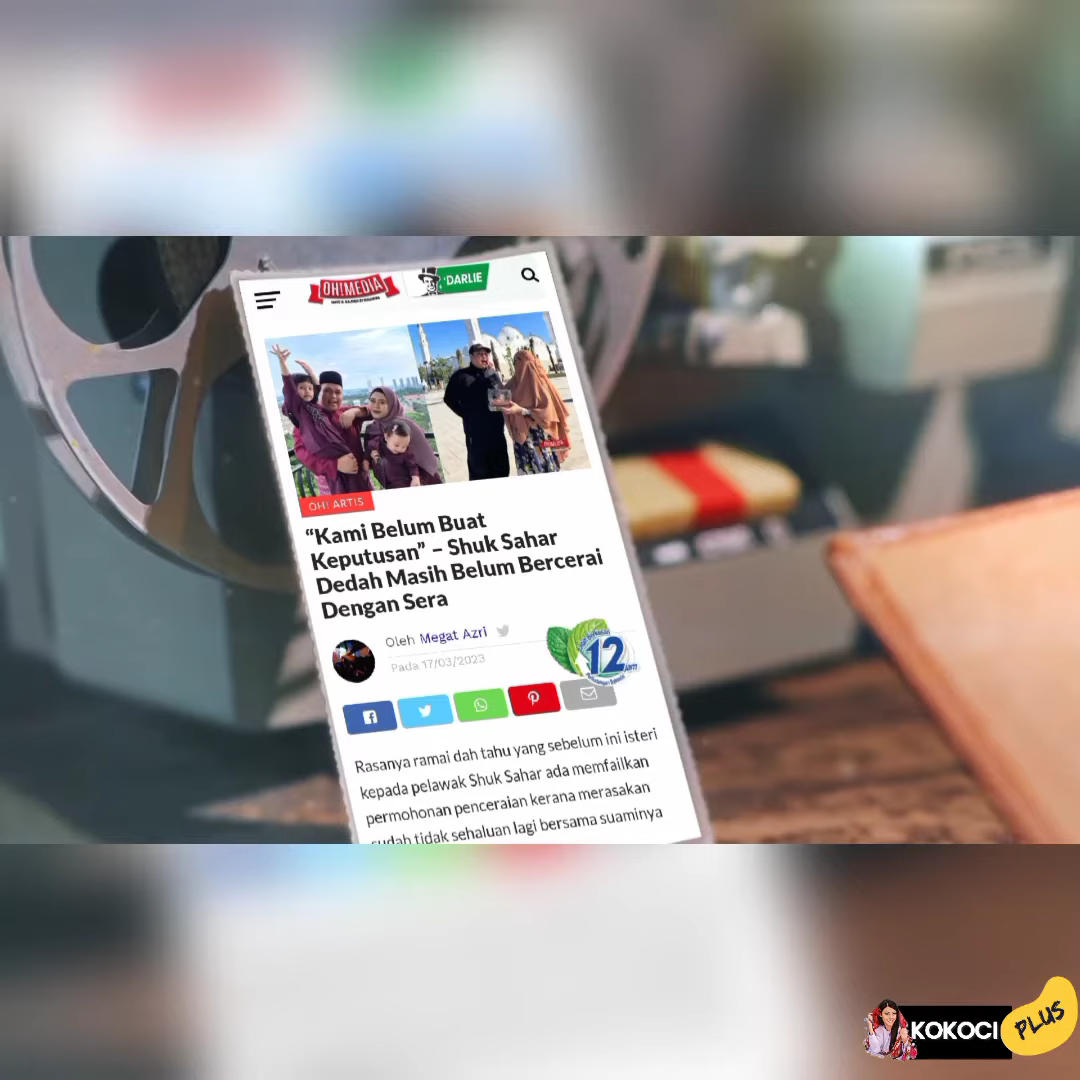 OH!MEDIA
DARLIE
OH! ARTIS
“Kami Belum Buat
Keputusan” – Shuk Sahar
Dedah Masih Belum Bercerai
Dengan Sera
Oleh Megat Azri
Pada 17/03/2023
12
Rasanya ramai dah tahu yang sebelum ini isteri
kepada pelawak Shuk Sahar ada memfailkan
permohonan penceraian kerana merasakan
sudah tidak sehaluan lagi bersama suaminya
KOKOCI PLUS